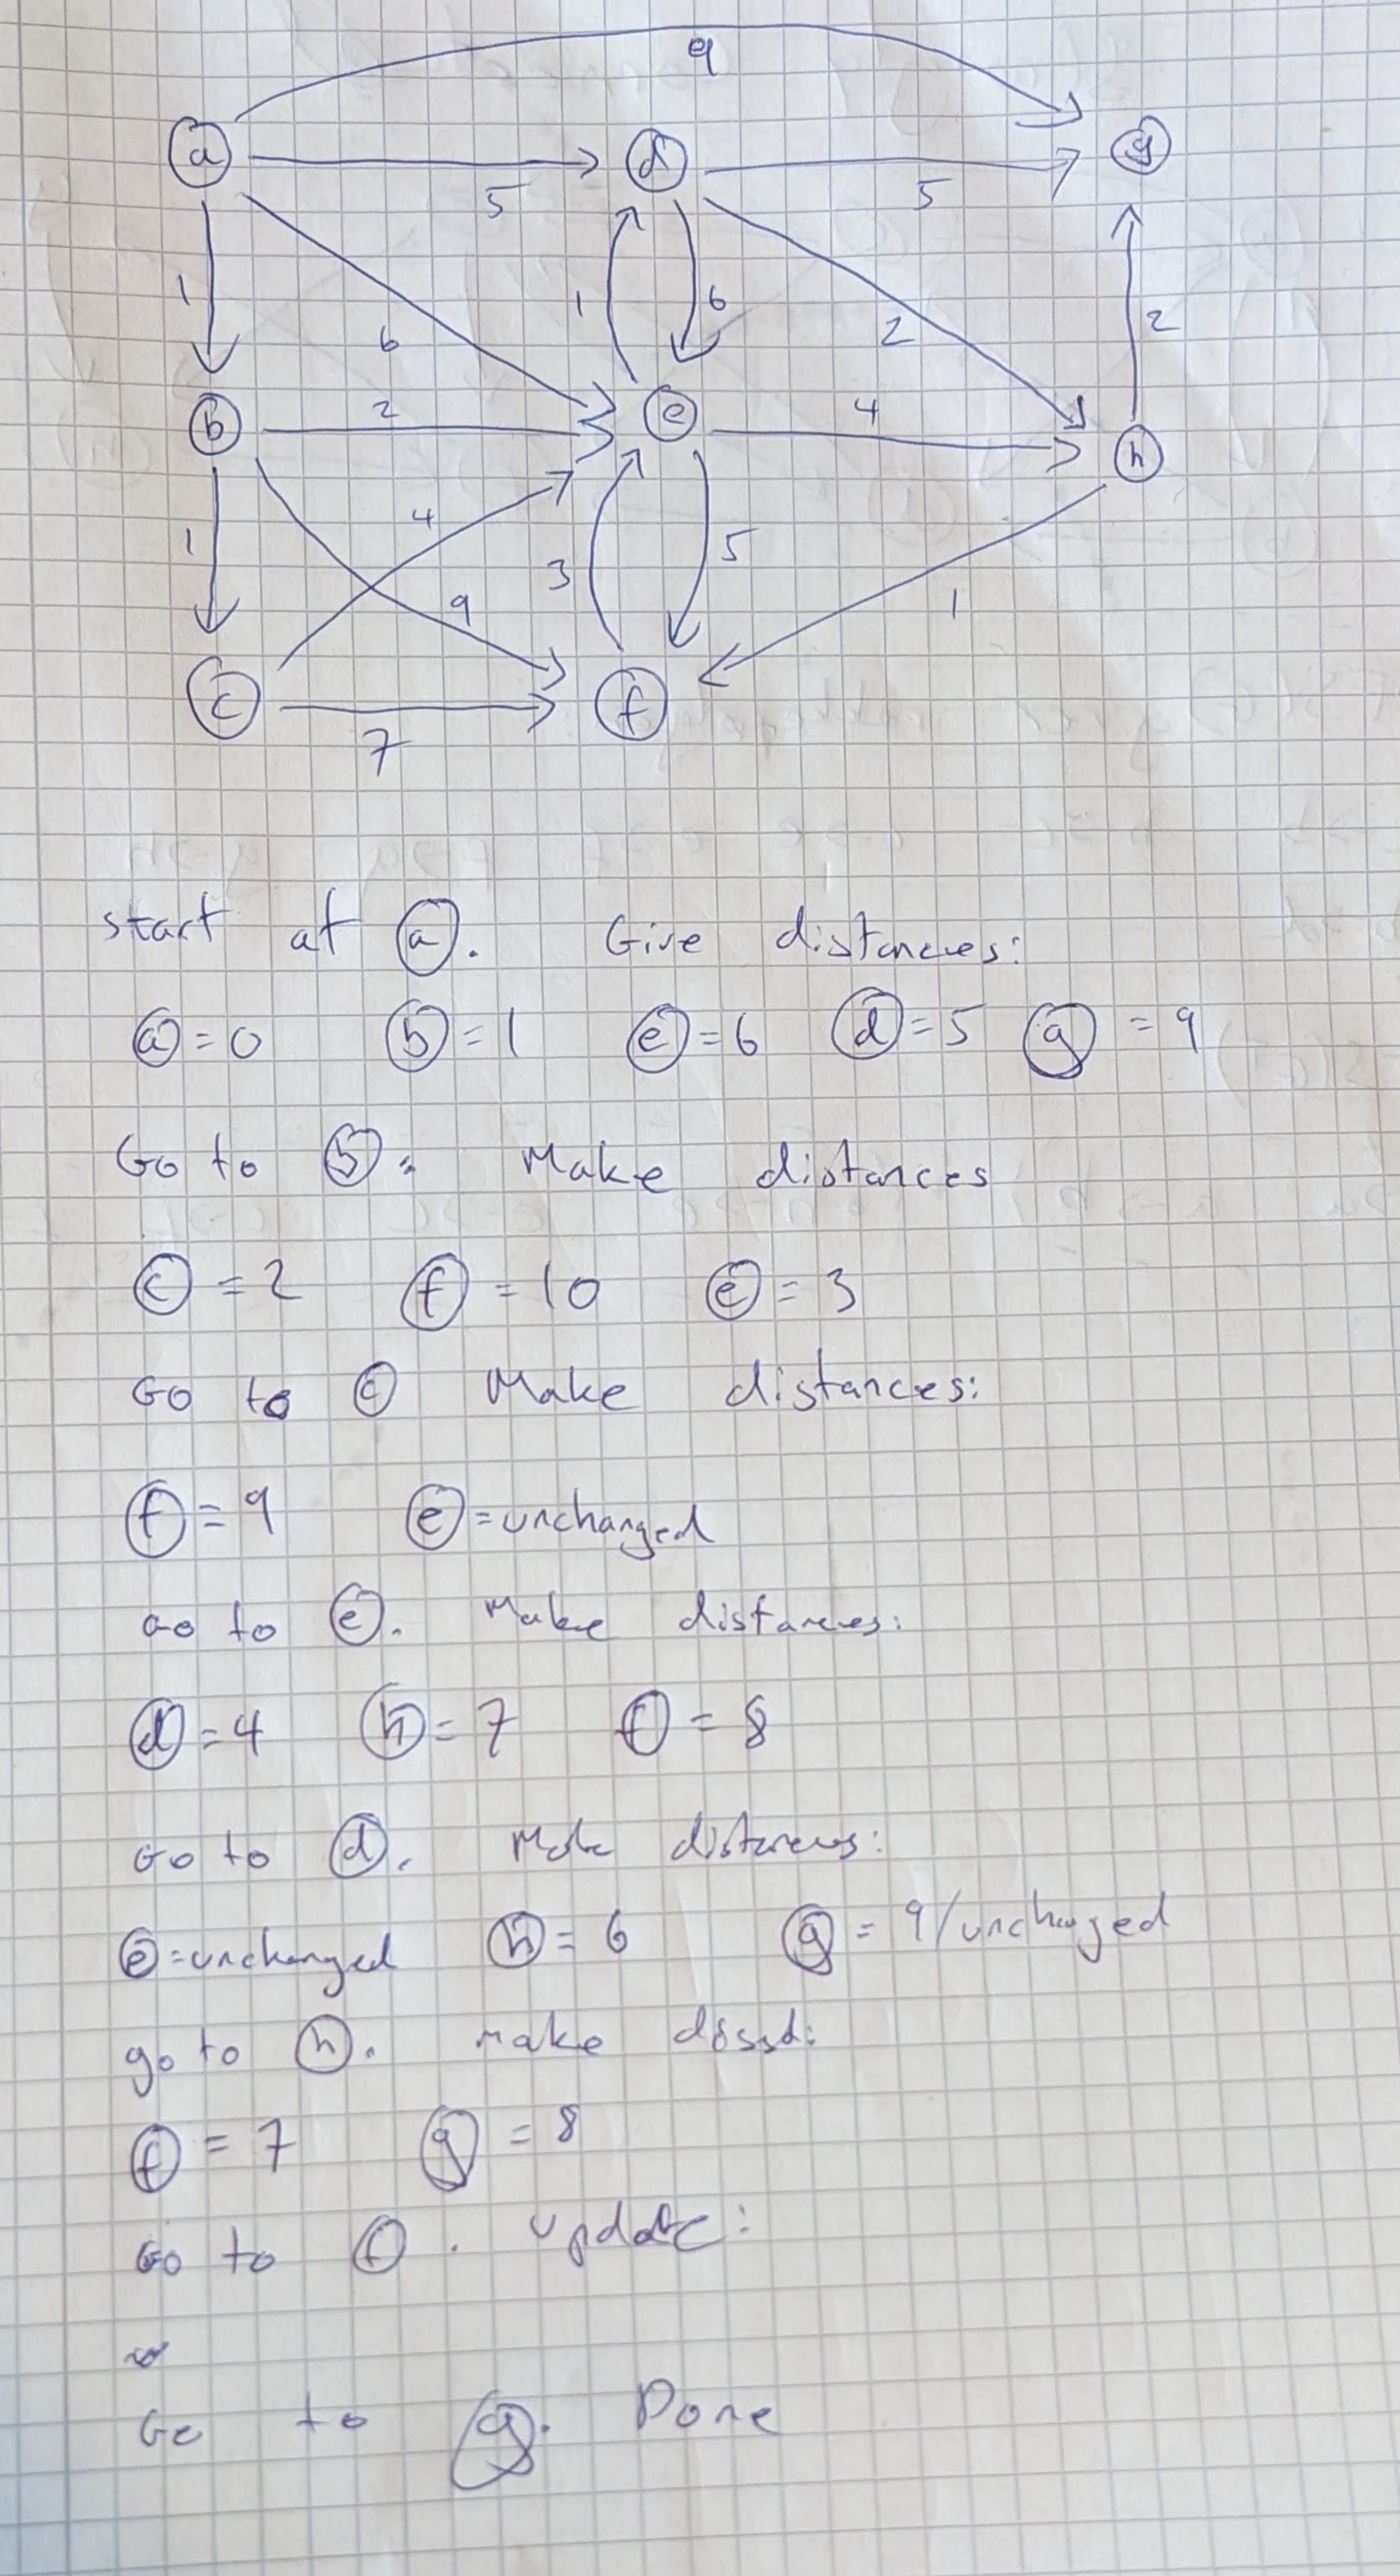 9
a d g
5 5
1 6 1 6 2 2
b 2 e 4 h
1 4 9 3 5 1
c f
7
start at a. Give distances:
a = 0 b = 1 e = 6 d = 5 g = 9
Go to b. Make distances
c = 2 f = 10 e = 3
Go to c Make distances:
f = 9 e = unchanged
Go to e. Make distances:
d = 4 h = 7 f = 8
Go to d. Make distances:
e = unchanged h = 6 g = 9/unchanged
go to h. make
f = 7 g = 8
Go to f. update:
Go to g. Done